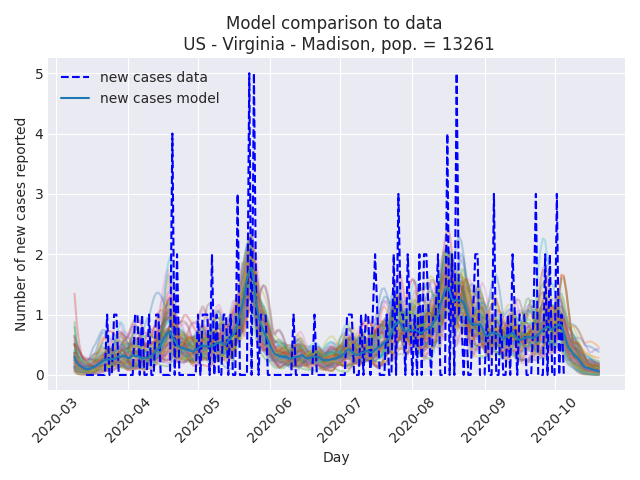 Model comparison to data
US - Virginia - Madison, pop. = 13261
new cases data
new cases model
Number of new cases reported
5
4
3
2
1
0
2020-03
2020-04
2020-05
2020-06
2020-07
2020-08
2020-09
2020-10
Day